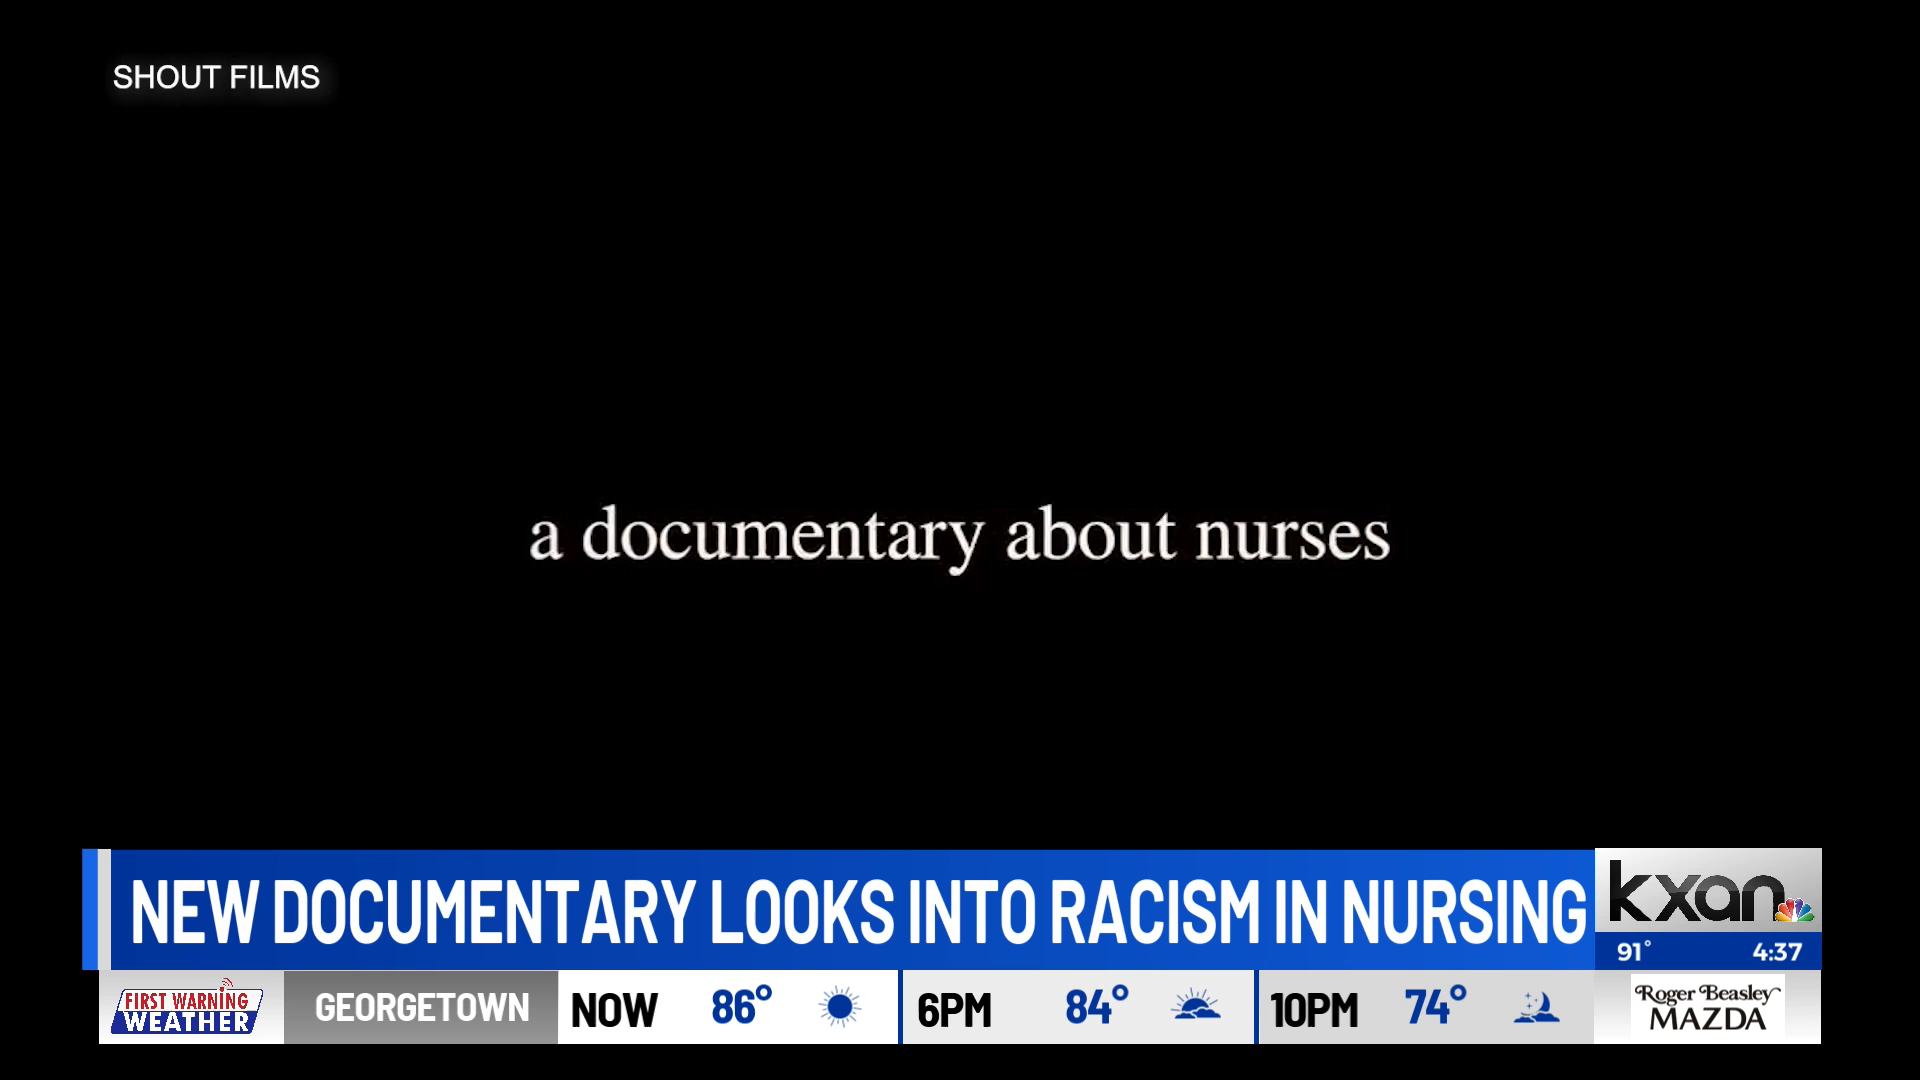 SHOUT FILMS
a documentary about nurses
NEW DOCUMENTARY LOOKS INTO RACISM IN NURSING
kxan
91° 4:37
FIRST WARNING
WEATHER
GEORGETOWN NOW 86° 6PM 84° 10PM 74°
Roger Beasley
MAZDA